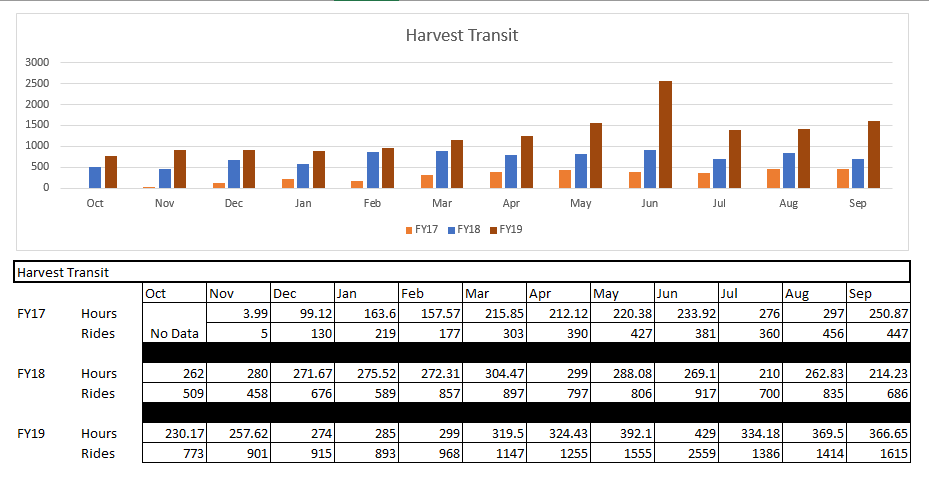 Harvest Transit
3000
2500
2000
1500
1000
500
0
Oct Nov Dec Jan Feb Mar Apr May Jun Jul Aug Sep
FY17 FY18 FY19
Harvest Transit
Oct Nov Dec Jan Feb Mar Apr May Jun Jul Aug Sep
FY17 Hours 3.99 99.12 163.6 157.57 215.85 212.12 220.38 233.92 276 297 250.87
Rides No Data 5 130 219 177 303 390 427 381 360 456 447
FY18 Hours 262 280 271.67 275.52 272.31 304.47 299 288.08 269.1 210 262.83 214.23
Rides 509 458 676 589 857 897 797 806 917 700 835 686
FY19 Hours 230.17 257.62 274 285 299 319.5 324.43 392.1 429 334.18 369.5 366.65
Rides 773 901 915 893 968 1147 1255 1555 2559 1386 1414 1615